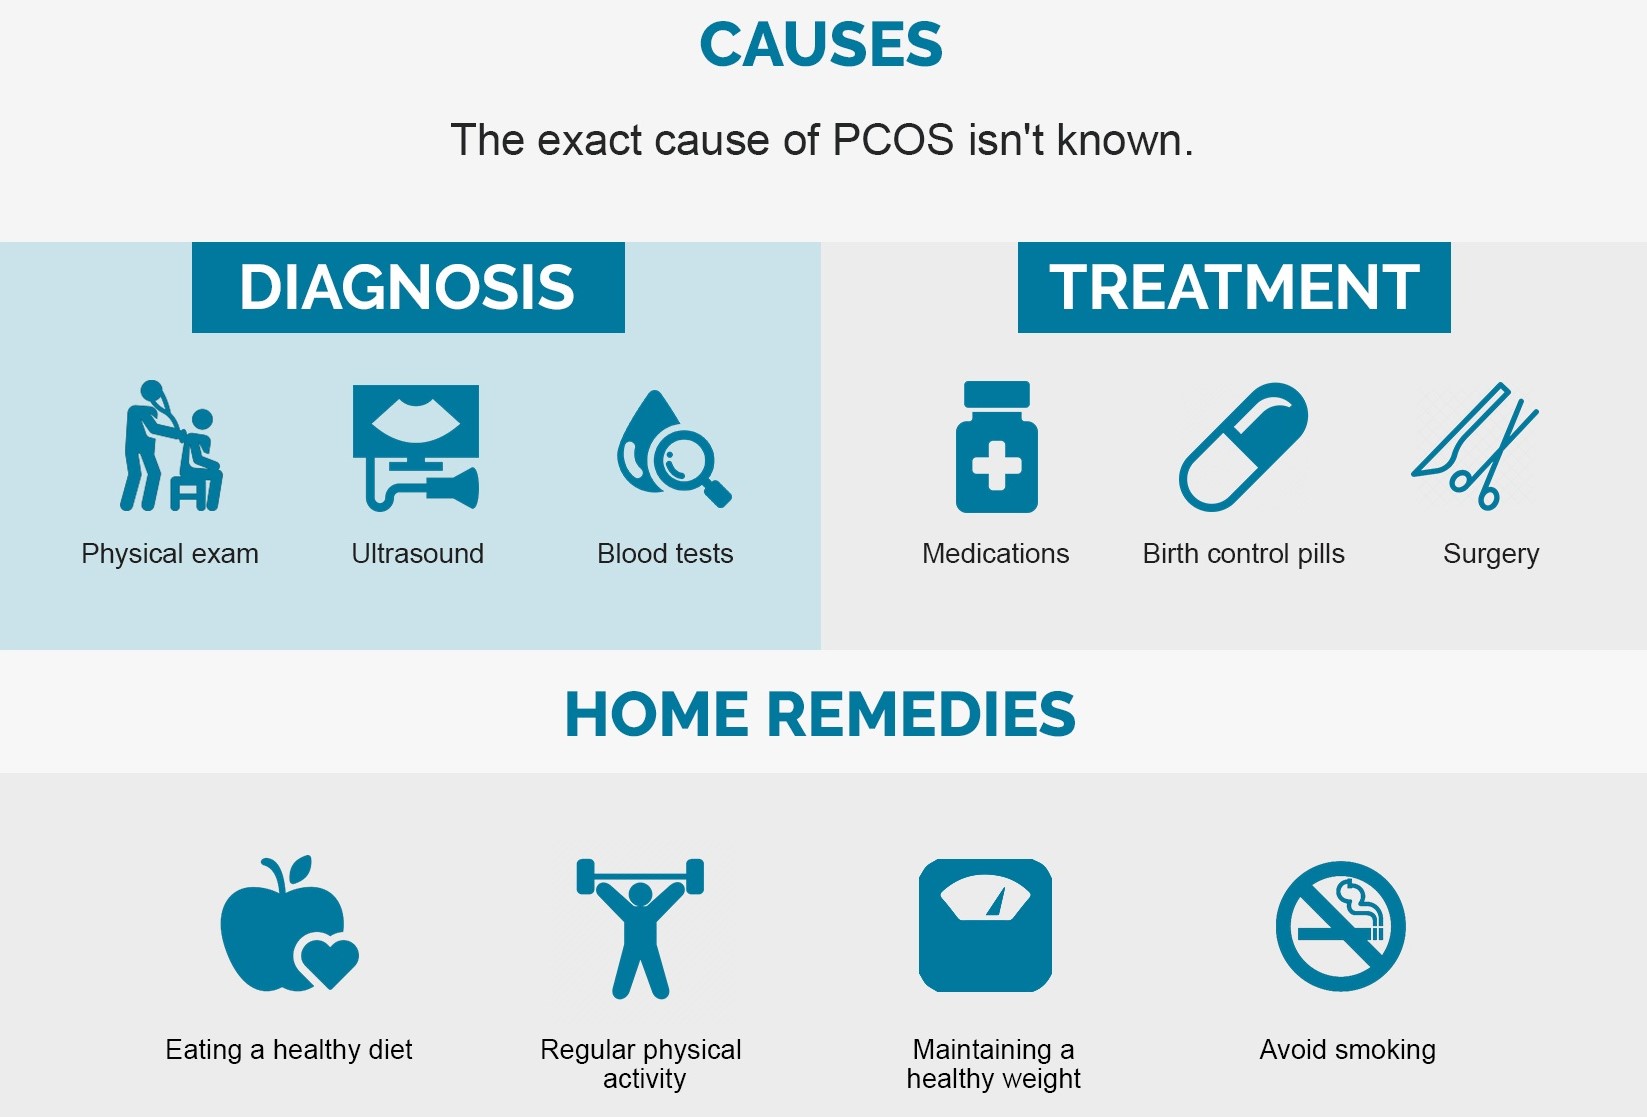 CAUSES
The exact cause of PCOS isn't known.
DIAGNOSIS
Physical exam
Ultrasound
Blood tests
TREATMENT
Medications
Birth control pills
Surgery
HOME REMEDIES
Eating a healthy diet
Regular physical
activity
Maintaining a
healthy weight
Avoid smoking